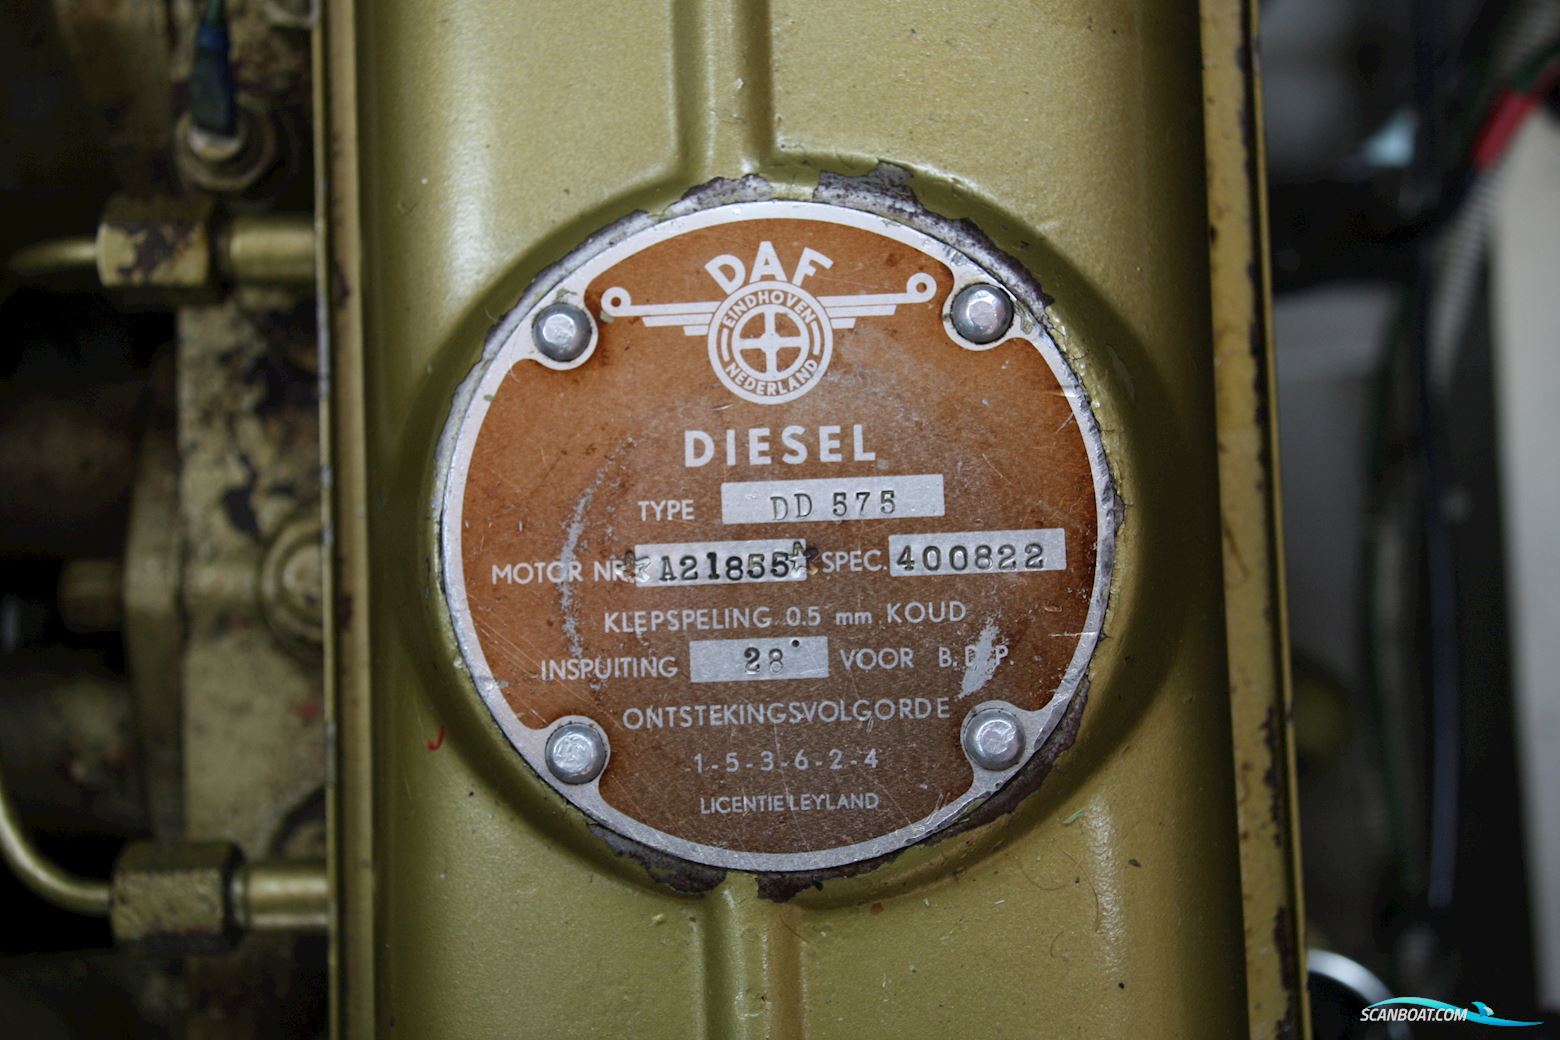 DAF
EINDHOVEN
NEDERLAND
DIESEL
TYPE DD 575
MOTOR NR. ☆A21855☆ SPEC. 400822
KLEPSPELING 0.5 mm KOUD
INSPUITING 28° VOOR B.D.P.
ONTSTEKINGSVOLGORDE
1-5-3-6-2-4
LICENTIE LEYLAND
SCANBOAT.COM